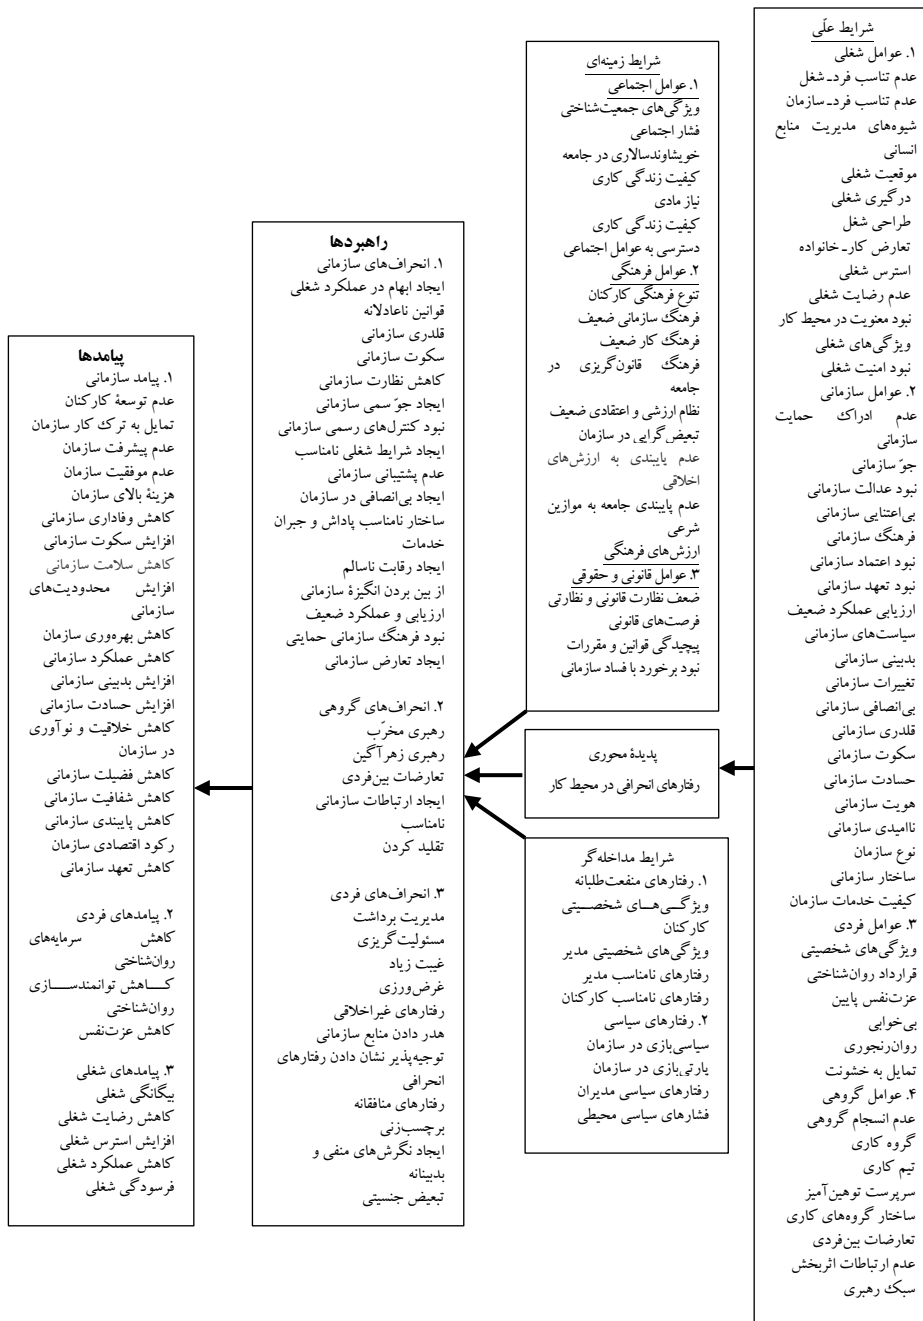 شرایط علّی
۱. عوامل شغلی
عدم تناسب فرد- شغل
عدم تناسب فرد- سازمان
شیوه‌های مدیریت منابع
انسانی
موقعیت شغلی
درگیری شغلی
طراحی شغل
تعارض کار- خانواده
استرس شغلی
عدم رضایت شغلی
نبود معنویت در محیط کار
ویژگی‌های شغلی
نبود امنیت شغلی
۲. عوامل سازمانی
عدم ادراک حمایت
سازمانی
جوّ سازمانی
نبود عدالت سازمانی
بی‌اعتنایی سازمانی
فرهنگ سازمانی
نبود اعتماد سازمانی
نبود تعهد سازمانی
ارزیابی عملکرد ضعیف
سیاست‌های سازمانی
بدبینی سازمانی
تغییرات سازمانی
بی‌انصافی سازمانی
قلدری سازمانی
سکوت سازمانی
حسادت سازمانی
هویت سازمانی
ناامیدی سازمانی
نوع سازمان
ساختار سازمانی
کیفیت خدمات سازمان
۳. عوامل فردی
ویژگی‌های شخصیتی
قرارداد روان‌شناختی
عزت‌نفس پایین
بی‌خوابی
روان‌رنجوری
تمایل به خشونت
۴. عوامل گروهی
عدم انسجام گروهی
گروه کاری
تیم کاری
سرپرست توهین‌آمیز
ساختار گروه‌های کاری
تعارضات بین‌فردی
عدم ارتباطات اثربخش
سبک رهبری
شرایط زمینه‌ای
۱. عوامل اجتماعی
ویژگی‌های جمعیت‌شناختی
فشار اجتماعی
خویشاوندسالاری در جامعه
کیفیت زندگی کاری
نیاز مادی
کیفیت زندگی کاری
دسترسی به عوامل اجتماعی
۲. عوامل فرهنگی
تنوع فرهنگی کارکنان
فرهنگ سازمانی ضعیف
فرهنگ کار ضعیف
فرهنگ قانون‌گریزی در
جامعه
نظام ارزشی و اعتقادی ضعیف
تبعیض‌گرایی در سازمان
عدم پایبندی به ارزش‌های
اخلاقی
عدم پایبندی جامعه به موازین
شرعی
ارزش‌های فرهنگی
۳. عوامل قانونی و حقوقی
ضعف نظارت قانونی و نظارتی
فرصت‌های قانونی
پیچیدگی قوانین و مقررات
نبود برخورد با فساد سازمانی
پدیدۀ محوری
رفتارهای انحرافی در محیط کار
شرایط مداخله‌گر
۱. رفتارهای منفعت‌طلبانه
ویژگی‌های شخصیتی
کارکنان
ویژگی‌های شخصیتی مدیر
رفتارهای نامناسب مدیر
رفتارهای نامناسب کارکنان
۲. رفتارهای سیاسی
سیاسی‌بازی در سازمان
پارتی‌بازی در سازمان
رفتارهای سیاسی مدیران
فشارهای سیاسی محیطی
راهبردها
۱. انحراف‌های سازمانی
ایجاد ابهام در عملکرد شغلی
قوانین ناعادلانه
قلدری سازمانی
سکوت سازمانی
کاهش نظارت سازمانی
ایجاد جوّ سمی سازمانی
نبود کنترل‌های رسمی سازمانی
ایجاد شرایط شغلی نامناسب
عدم پشتیبانی سازمانی
ایجاد بی‌انصافی در سازمان
ساختار نامناسب پاداش و جبران
خدمات
ایجاد رقابت ناسالم
از بین بردن انگیزۀ سازمانی
ارزیابی و عملکرد ضعیف
نبود فرهنگ سازمانی حمایتی
ایجاد تعارض سازمانی
۲. انحراف‌های گروهی
رهبری مخرّب
رهبری زهرآگین
تعارضات بین‌فردی
ایجاد ارتباطات سازمانی
نامناسب
تقلید کردن
۳. انحراف‌های فردی
مدیریت برداشت
مسئولیت‌گریزی
غیبت زیاد
غرض‌ورزی
رفتارهای غیراخلاقی
هدر دادن منابع سازمانی
توجیه‌پذیر نشان دادن رفتارهای
انحرافی
رفتارهای منافقانه
برچسب‌زنی
ایجاد نگرش‌های منفی و
بدبینانه
تبعیض جنسیتی
پیامدها
۱. پیامد سازمانی
عدم توسعۀ کارکنان
تمایل به ترک کار سازمان
عدم پیشرفت سازمان
عدم موفقیت سازمان
هزینۀ بالای سازمان
کاهش وفاداری سازمانی
افزایش سکوت سازمانی
کاهش سلامت سازمانی
افزایش محدودیت‌های
سازمانی
کاهش بهره‌وری سازمان
کاهش عملکرد سازمانی
افزایش بدبینی سازمانی
افزایش حسادت سازمانی
کاهش خلاقیت و نوآوری
در سازمان
کاهش فضیلت سازمانی
کاهش شفافیت سازمانی
کاهش پایبندی سازمانی
رکود اقتصادی سازمان
کاهش تعهد سازمانی
۲. پیامدهای فردی
کاهش سرمایه‌های
روان‌شناختی
کاهش توانمندسازی
روان‌شناختی
کاهش عزت‌نفس
۳. پیامدهای شغلی
بیگانگی شغلی
کاهش رضایت شغلی
افزایش استرس شغلی
کاهش عملکرد شغلی
فرسودگی شغلی